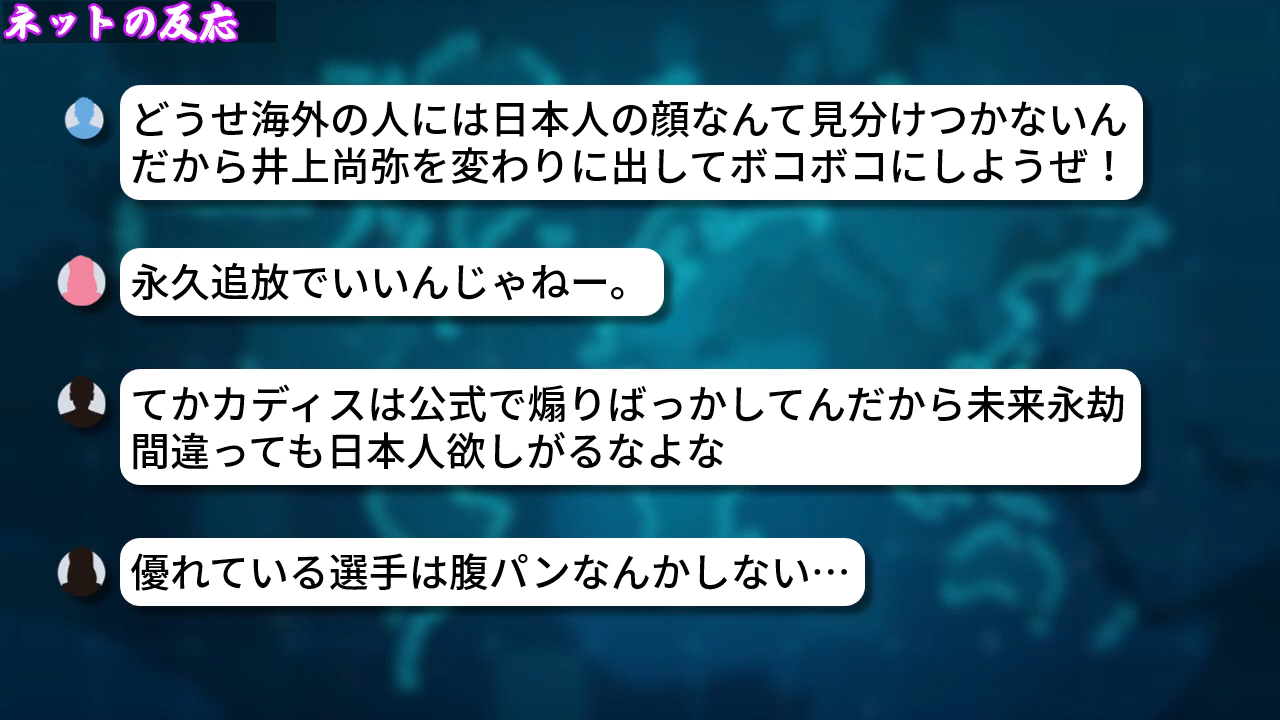 ネットの反応
どうせ海外の人には日本人の顔なんて見分けつかないん
だから井上尚弥を変わりに出してボコボコにしようぜ！
永久追放でいいんじゃねー。
てかカディスは公式で煽りばっかしてんだから未来永劫
間違っても日本人欲しがるなよな
優れている選手は腹パンなんかしない…